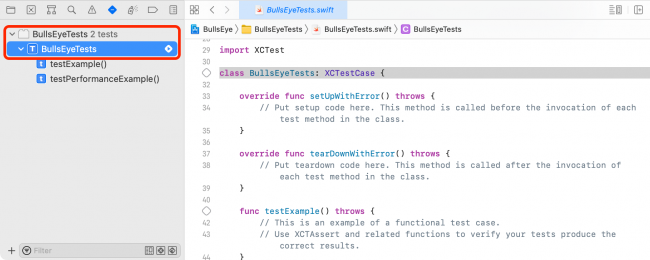 BullsEyeTests 2 tests
T BullsEyeTests
t testExample()
t testPerformanceExample()
Filter
BullsEyeTests.swift
BullsEye BullsEyeTests BullsEyeTests.swift C BullsEyeTests
29 import XCTest
30
31 class BullsEyeTests: XCTestCase {
32
33 override func setUpWithError() throws {
34 // Put setup code here. This method is called before the invocation of each
test method in the class.
35 }
36
37 override func tearDownWithError() throws {
38 // Put teardown code here. This method is called after the invocation of
each test method in the class.
39 }
40
func testExample() throws {
42 // This is an example of a functional test case.
43 // Use XCTAssert and related functions to verify your tests produce the
correct results.
44 }